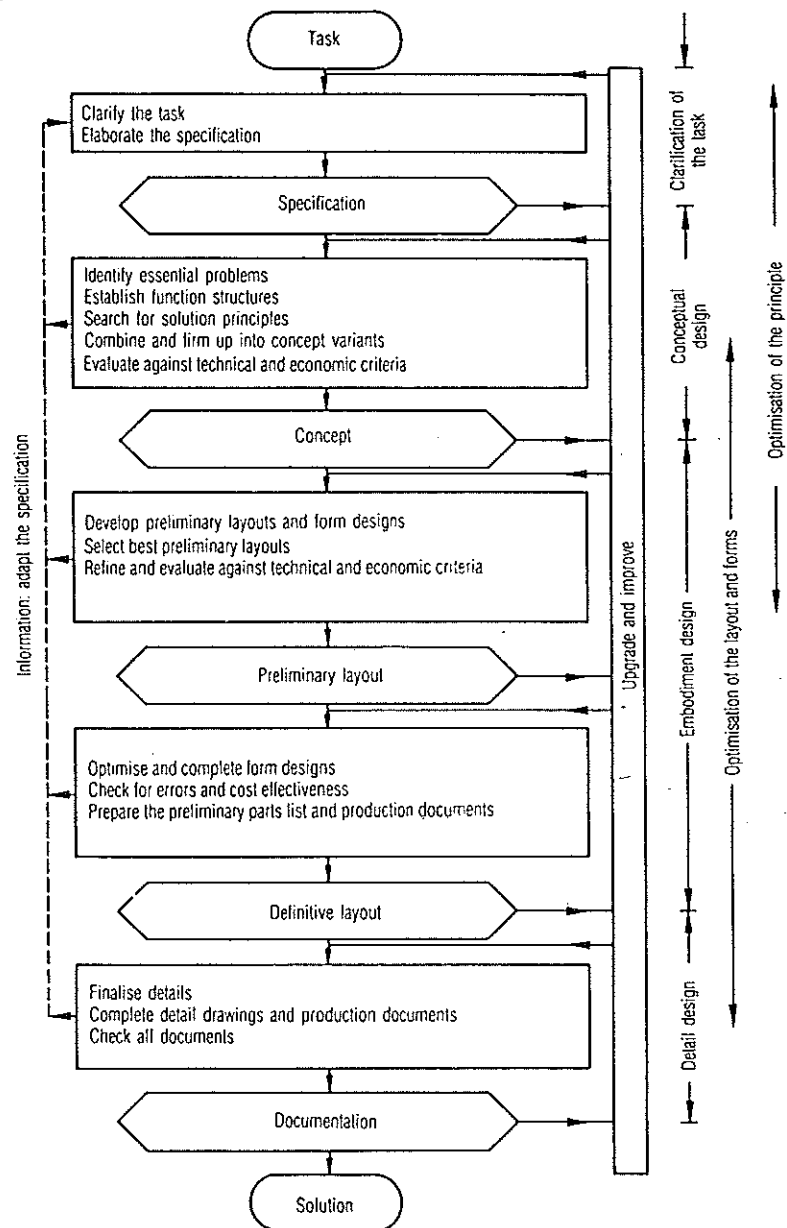 Task
Clarify the task
Elaborate the specification
Specification
Identify essential problems
Establish function structures
Search for solution principles
Combine and firm up into concept variants
Evaluate against technical and economic criteria
Concept
Develop preliminary layouts and form designs
Select best preliminary layouts
Refine and evaluate against technical and economic criteria
Preliminary layout
Optimise and complete form designs
Check for errors and cost effectiveness
Prepare the preliminary parts list and production documents
Definitive layout
Finalise details
Complete detail drawings and production documents
Check all documents
Documentation
Solution
Information: adapt the specification
Upgrade and improve
Clarification of
the task
Conceptual
design
Embodiment design
Detail design
Optimisation of the layout and forms
Optimisation of the principle